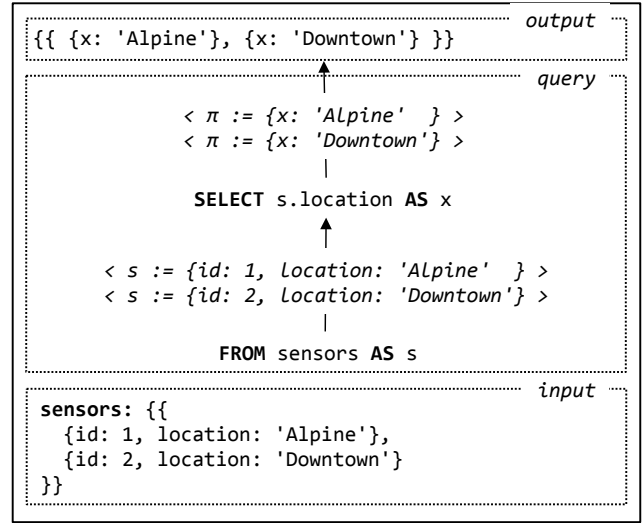 output
{{ {x: 'Alpine'}, {x: 'Downtown'} }}
query
< π := {x: 'Alpine'  } >
< π := {x: 'Downtown'} >
SELECT s.location AS x
< s := {id: 1, location: 'Alpine'  } >
< s := {id: 2, location: 'Downtown'} >
FROM sensors AS s
input
sensors: {{
  {id: 1, location: 'Alpine'},
  {id: 2, location: 'Downtown'}
}}